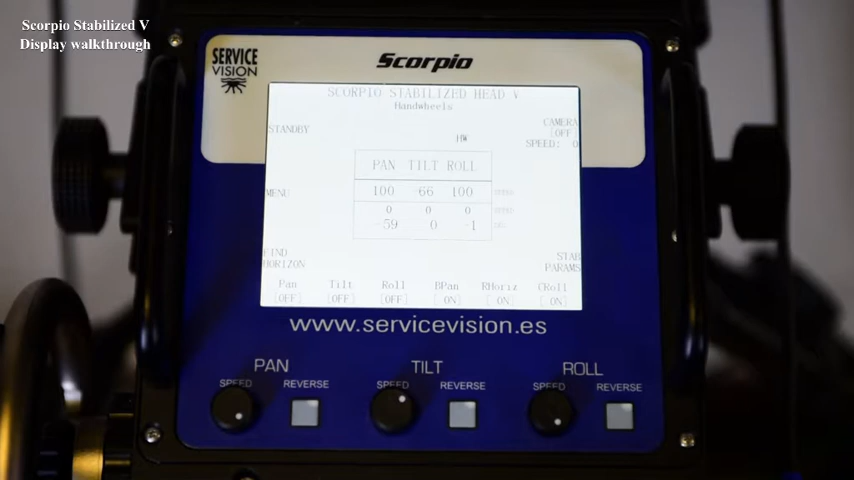 Scorpio Stabilized V
Display walkthrough
SERVICE
VISION
Scorpio
SCORPIO STABILIZED HEAD V
Handwheels
STANDBY
CAMERA
[OFF]
HW
SPEED: 0
PAN TILT ROLL
MENU
100 -66 100
0 0 0
-59 0 -1
FIND
HORIZON
STAB
PARAMS
Pan Tilt Roll BPan RHoriz CRoll
[OFF] [OFF] [OFF] [ ON] [ ON] [ ON]
www.servicevision.es
PAN TILT ROLL
SPEED REVERSE SPEED REVERSE SPEED REVERSE